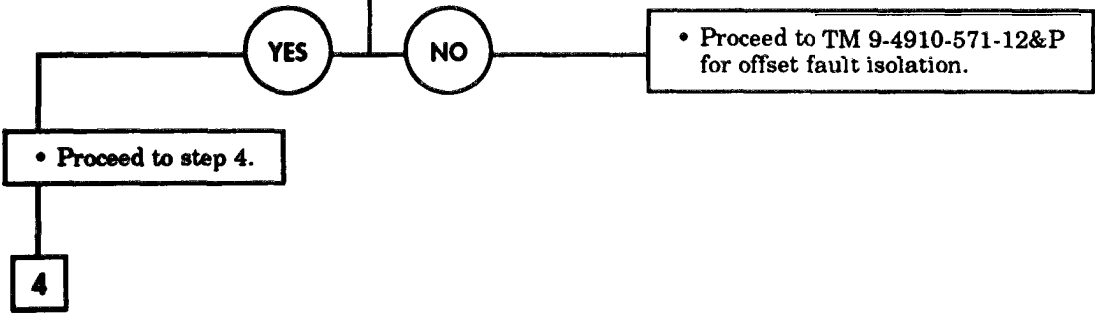 YES
NO
• Proceed to TM 9-4910-571-12&P
for offset fault isolation.
• Proceed to step 4.
4